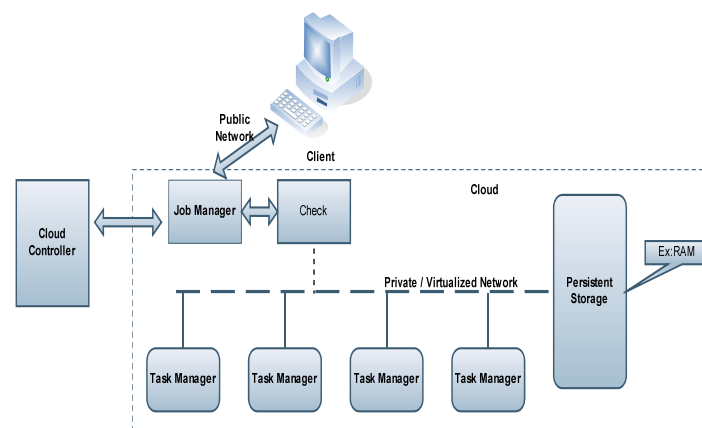 Public
Network
Client
Cloud
Cloud
Controller
Job Manager
Check
Ex:RAM
Private / Virtualized Network
Persistent
Storage
Task Manager
Task Manager
Task Manager
Task Manager